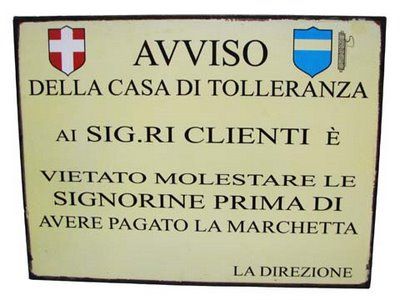 AVVISO
DELLA CASA DI TOLLERANZA
AI SIG.RI CLIENTI È
VIETATO MOLESTARE LE
SIGNORINE PRIMA DI
AVERE PAGATO LA MARCHETTA
LA DIREZIONE